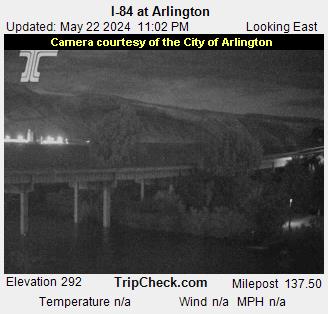 I-84 at Arlington
Updated: May 22 2024 11:02 PM Looking East
Camera courtesy of the City of Arlington
Elevation 292 TripCheck.com Milepost 137.50
Temperature n/a Wind n/a MPH n/a